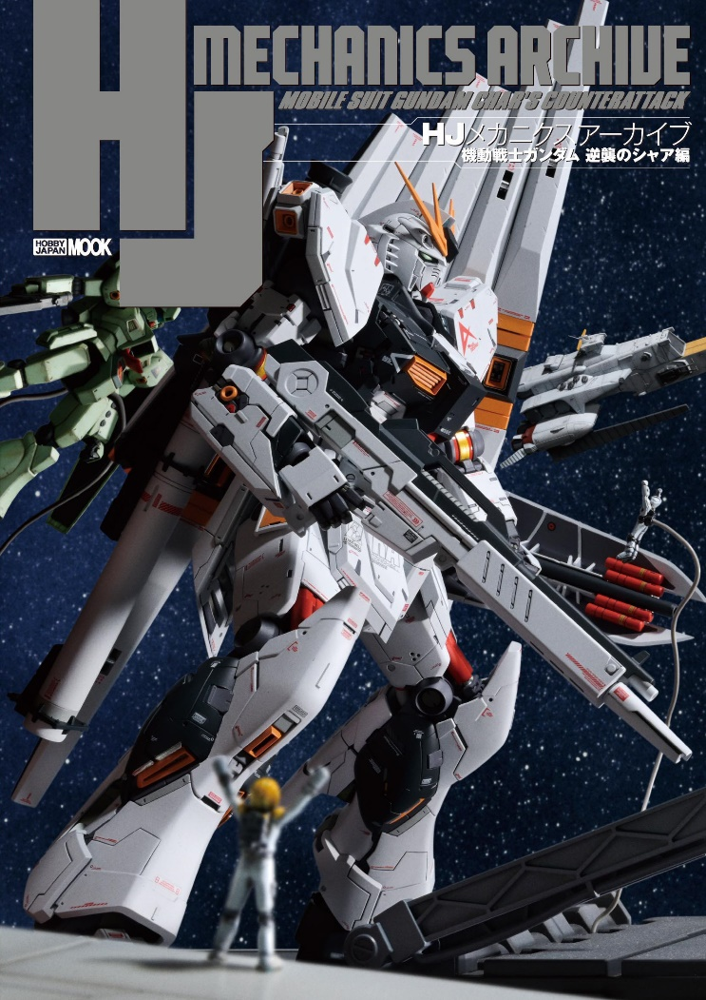 HJ
MECHANICS ARCHIVE
MOBILE SUIT GUNDAM CHAR'S COUNTERATTACK
HJメカニクスアーカイブ
機動戦士ガンダム 逆襲のシャア編
HOBBY
JAPAN
MOOK